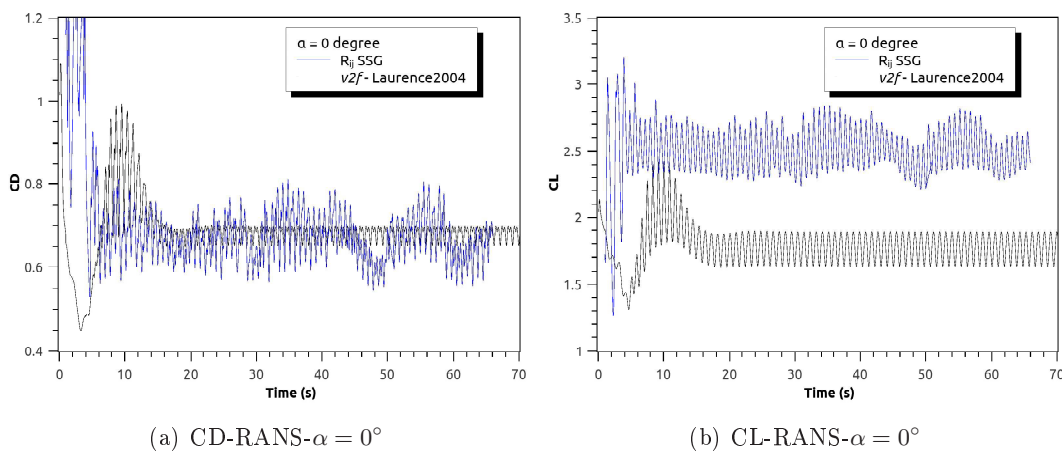 1.2
1
0.8
0.6
0.4
CD
0 10 20 30 40 50 60 70
Time (s)
α = 0 degree
Rij SSG
v2f - Laurence2004
(a) CD-RANS-α = 0°
3.5
3
2.5
2
1.5
1
CL
0 10 20 30 40 50 60 70
Time (s)
α = 0 degree
Rij SSG
v2f - Laurence2004
(b) CL-RANS-α = 0°